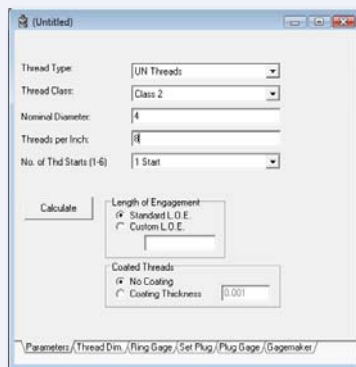 (Untitled)
Thread Type: UN Threads
Thread Class: Class 2
Nominal Diameter: 4
Threads per Inch: 8
No. of Thd Starts (1-6) 1 Start
Calculate
Length of Engagement
Standard L.O.E.
Custom L.O.E.
Coated Threads
No Coating
Coating Thickness 0.001
Parameters Thread Dim. Ring Gage Set Plug Plug Gage Gagemaker